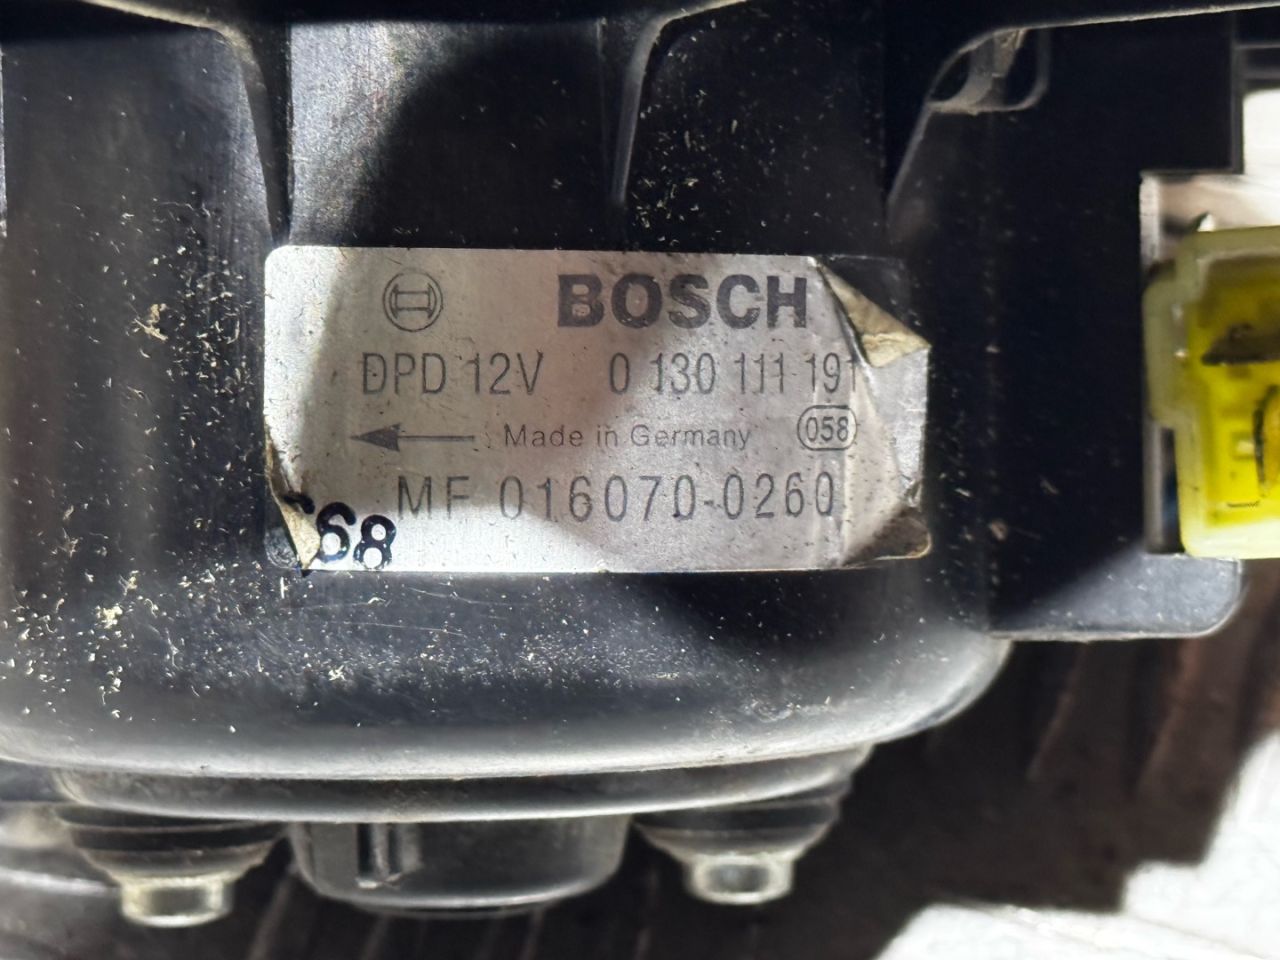 BOSCH
DPD 12V 0 130 111 191
Made in Germany 058
MF 016070-0260
68